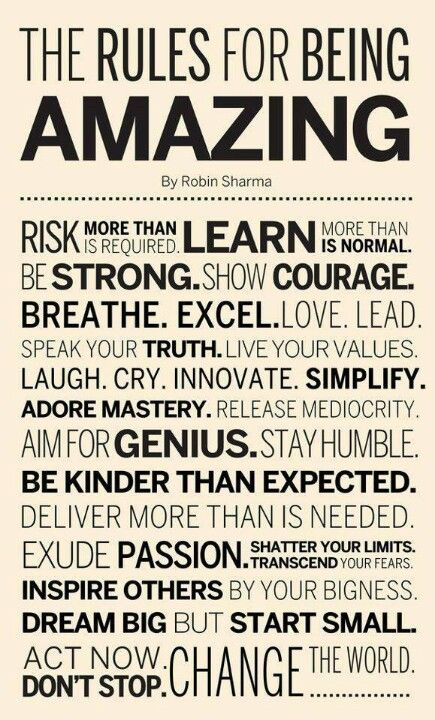 THE RULES FOR BEING
AMAZING
By Robin Sharma
RISK MORE THAN IS REQUIRED. LEARN MORE THAN IS NORMAL.
BE STRONG. SHOW COURAGE.
BREATHE. EXCEL. LOVE. LEAD.
SPEAK YOUR TRUTH. LIVE YOUR VALUES.
LAUGH. CRY. INNOVATE. SIMPLIFY.
ADORE MASTERY. RELEASE MEDIOCRITY.
AIM FOR GENIUS. STAY HUMBLE.
BE KINDER THAN EXPECTED.
DELIVER MORE THAN IS NEEDED.
EXUDE PASSION. SHATTER YOUR LIMITS. TRANSCEND YOUR FEARS.
INSPIRE OTHERS BY YOUR BIGNESS.
DREAM BIG BUT START SMALL.
ACT NOW. DON'T STOP. CHANGE THE WORLD.